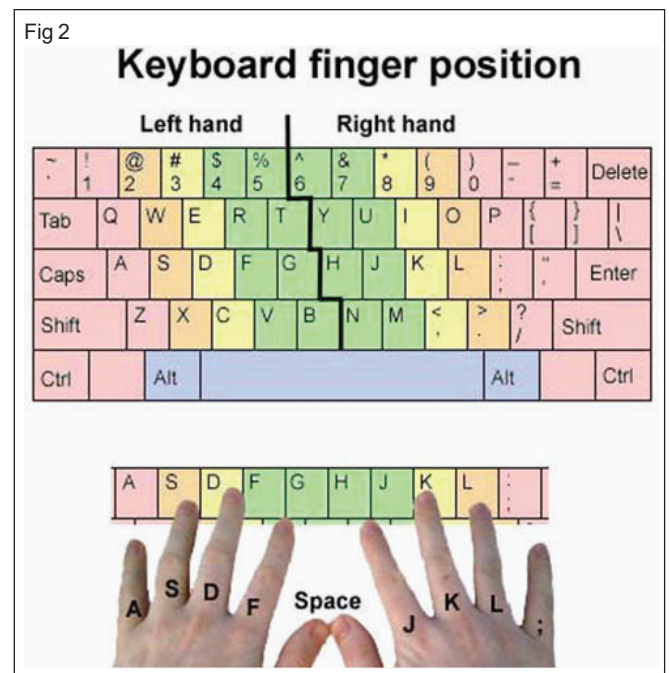 Fig 2
Keyboard finger position
Left hand Right hand
~ ! @ # $ % ^ & * ( ) – + Delete
` 1 2 3 4 5 6 7 8 9 0 - =
Tab Q W E R T Y U I O P { } |
[ ] \
Caps A S D F G H J K L : " Enter
; '
Shift Z X C V B N M < > ? Shift
, . /
Ctrl Alt Alt Ctrl
A S D F G H J K L :
;
A S D F Space J K L ;